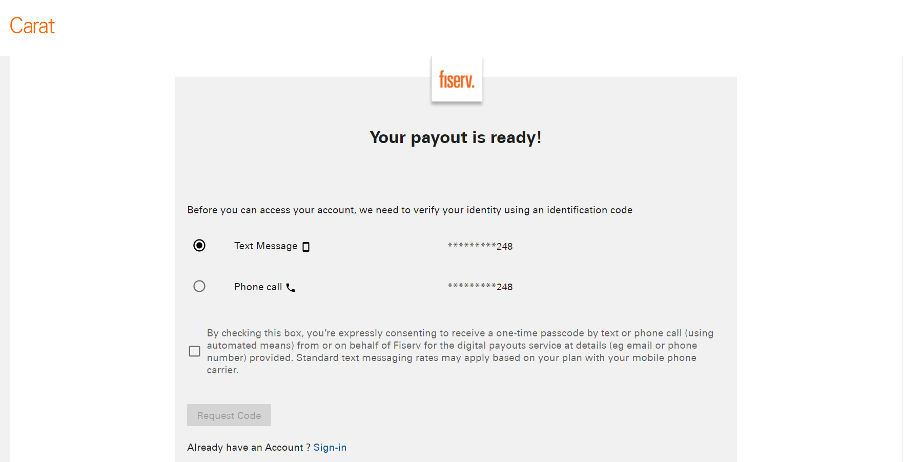 Carat
fiserv.
Your payout is ready!
Before you can access your account, we need to verify your identity using an identification code
Text Message *********248
Phone call *********248
By checking this box, you're expressly consenting to receive a one-time passcode by text or phone call (using
automated means) from or on behalf of Fiserv for the digital payouts service at details (eg email or phone
number) provided. Standard text messaging rates may apply based on your plan with your mobile phone
carrier.
Request Code
Already have an Account ? Sign-in